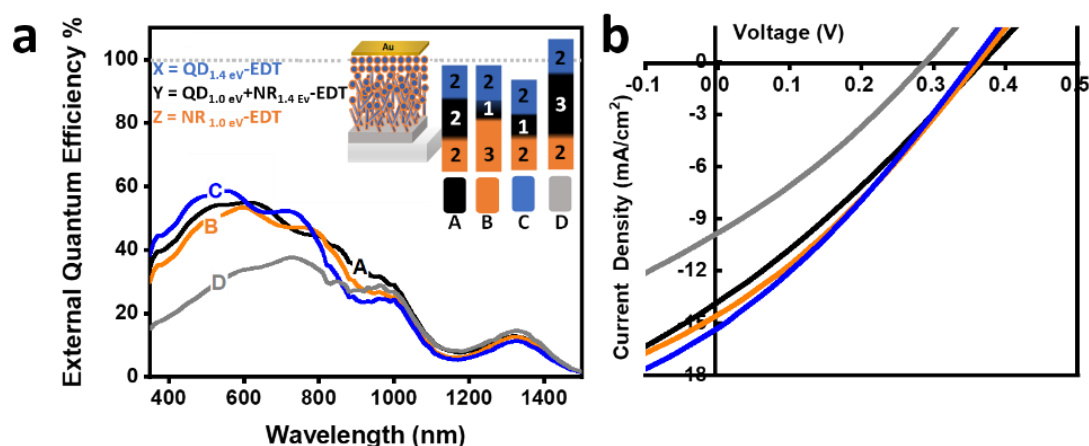 a
External Quantum Efficiency %
100
80
60
40
20
0
400
600
800
1000
1200
1400
Wavelength (nm)
X = QD1.4 eV-EDT
Y = QD1.0 eV+NR1.4 Ev-EDT
Z = NR 1.0 eV-EDT
Au
2
2
2
2
1
3
2
1
2
2
3
2
A
B
C
D
C
B
A
D
b
Voltage (V)
-0.1
0.0
0.1
0.2
0.3
0.4
0.5
0
-3
-6
-9
-12
-15
-18
Current Density (mA/cm2)